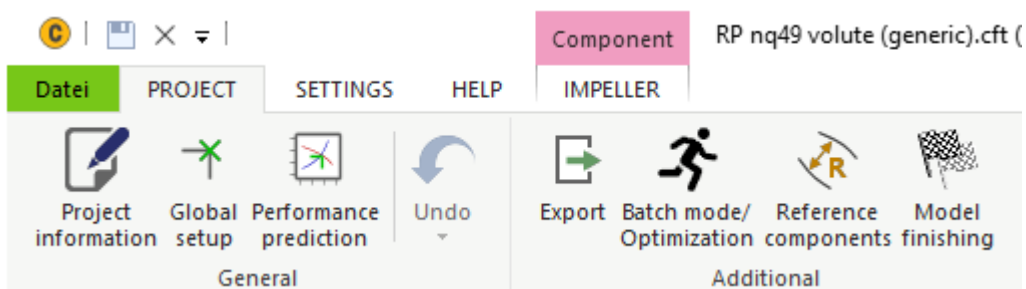 C
Component RP nq49 volute (generic).cft (
Datei PROJECT SETTINGS HELP IMPELLER
R
Project Global Performance Undo Export Batch mode/ Reference Model
information setup prediction Optimization components finishing
General Additional